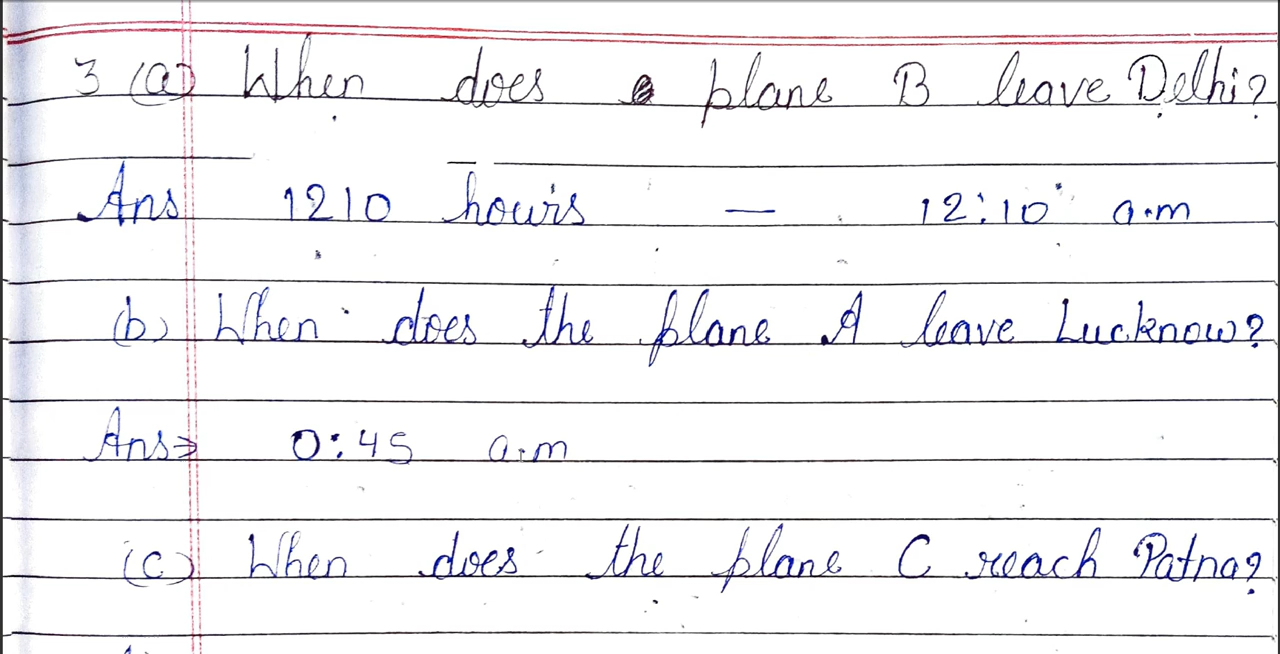 3 (a) When does plane B leave Delhi?
Ans 1210 hours — 12:10 a.m
(b) When does the plane A leave Lucknow?
Ans⇒ 0:45 a.m
(c) When does the plane C reach Patna?